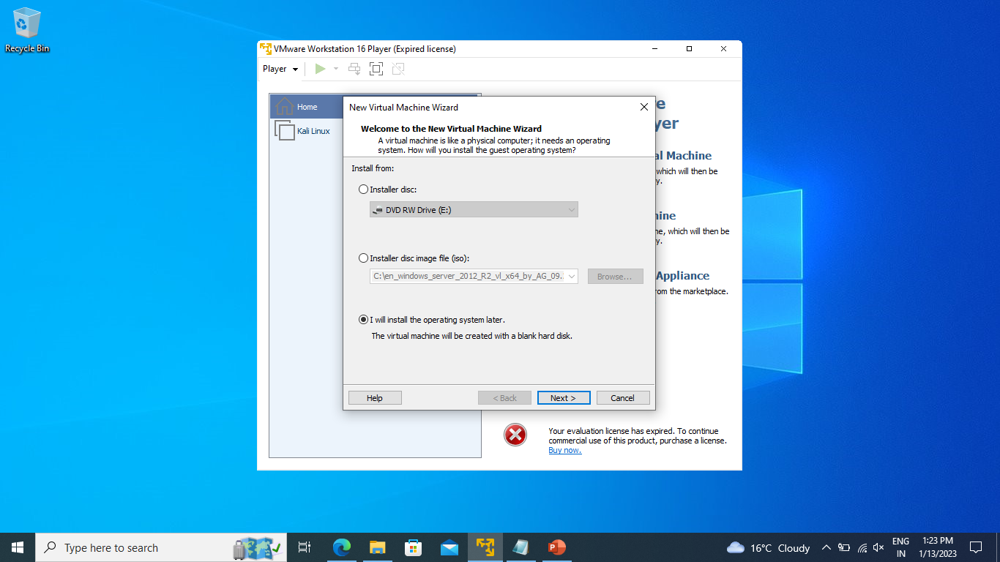 Recycle Bin
VMware Workstation 16 Player (Expired license)
Player
Home
Kali Linux
New Virtual Machine Wizard
Welcome to the New Virtual Machine Wizard
A virtual machine is like a physical computer; it needs an operating
system. How will you install the guest operating system?
Install from:
Installer disc:
DVD RW Drive (E:)
Installer disc image file (iso):
C:\en_windows_server_2012_R2_vl_x64_by_AG_09.
Browse...
I will install the operating system later.
The virtual machine will be created with a blank hard disk.
Help
< Back
Next >
Cancel
e
yer
al Machine
which will then be
y.
ine
ne, which will then be
y.
Appliance
rom the marketplace.
Your evaluation license has expired. To continue
commercial use of this product, purchase a license.
Buy now.
Type here to search
16°C Cloudy
ENG
IN
1:23 PM
1/13/2023